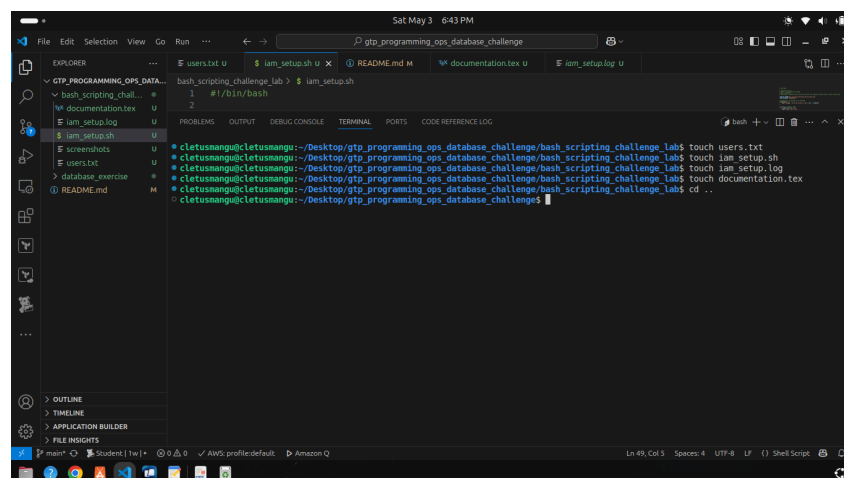 Sat May 3 6:43 PM
File Edit Selection View Go Run ··· gtp_programming_ops_database_challenge
EXPLORER ···
users.txt U $ iam_setup.sh U README.md M documentation.tex U iam_setup.log U
GTP_PROGRAMMING_OPS_DATA...
bash_scripting_chall...
documentation.tex U
iam_setup.log U
$ iam_setup.sh U
screenshots U
users.txt U
database_exercise
README.md M
bash_scripting_challenge_lab > $ iam_setup.sh
1 #!/bin/bash
2
PROBLEMS OUTPUT DEBUG CONSOLE TERMINAL PORTS CODE REFERENCE LOG bash
cletusmangu@cletusmangu:~/Desktop/gtp_programming_ops_database_challenge/bash_scripting_challenge_lab$ touch users.txt
cletusmangu@cletusmangu:~/Desktop/gtp_programming_ops_database_challenge/bash_scripting_challenge_lab$ touch iam_setup.sh
cletusmangu@cletusmangu:~/Desktop/gtp_programming_ops_database_challenge/bash_scripting_challenge_lab$ touch iam_setup.log
cletusmangu@cletusmangu:~/Desktop/gtp_programming_ops_database_challenge/bash_scripting_challenge_lab$ touch documentation.tex
cletusmangu@cletusmangu:~/Desktop/gtp_programming_ops_database_challenge/bash_scripting_challenge_lab$ cd ..
cletusmangu@cletusmangu:~/Desktop/gtp_programming_ops_database_challenge$
OUTLINE
TIMELINE
APPLICATION BUILDER
FILE INSIGHTS
main* Student | 1w | 0 0 AWS: profile:default Amazon Q Ln 49, Col 5 Spaces: 4 UTF-8 LF {} Shell Script